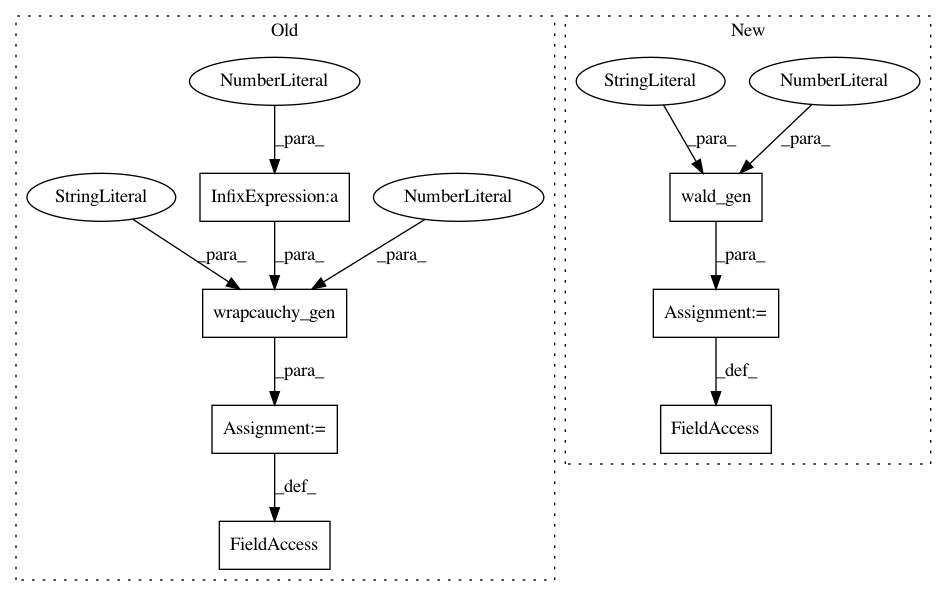 Old
New
NumberLiteral
StringLiteral
NumberLiteral
_para_
_para_
_para_
StringLiteral
InfixExpression:a
NumberLiteral
wald_gen
_para_
_para_
_para_
_para_
wrapcauchy_gen
Assignment:=
_para_
_def_
Assignment:=
FieldAccess
_def_
FieldAccess